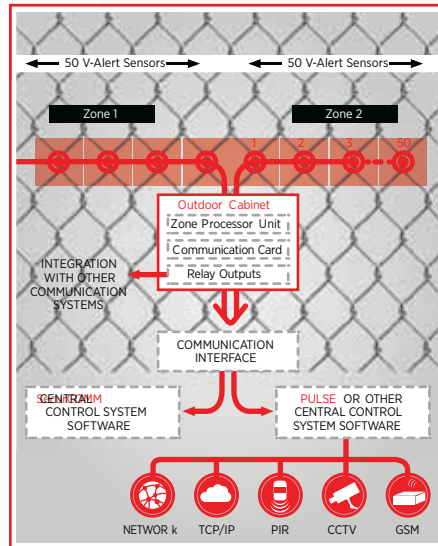 50 V-Alert Sensors 50 V-Alert Sensors
Zone 1 Zone 2
1 2 3 50
Outdoor Cabinet
Zone Processor Unit
Communication Card
Relay Outputs
INTEGRATION
WITH OTHER
COMMUNICATION
SYSTEMS
COMMUNICATION
INTERFACE
CENTRAL
CONTROL SYSTEM
SOFTWARE
PULSE OR OTHER
CENTRAL CONTROL
SYSTEM SOFTWARE
NETWOR k TCP/IP PIR CCTV GSM